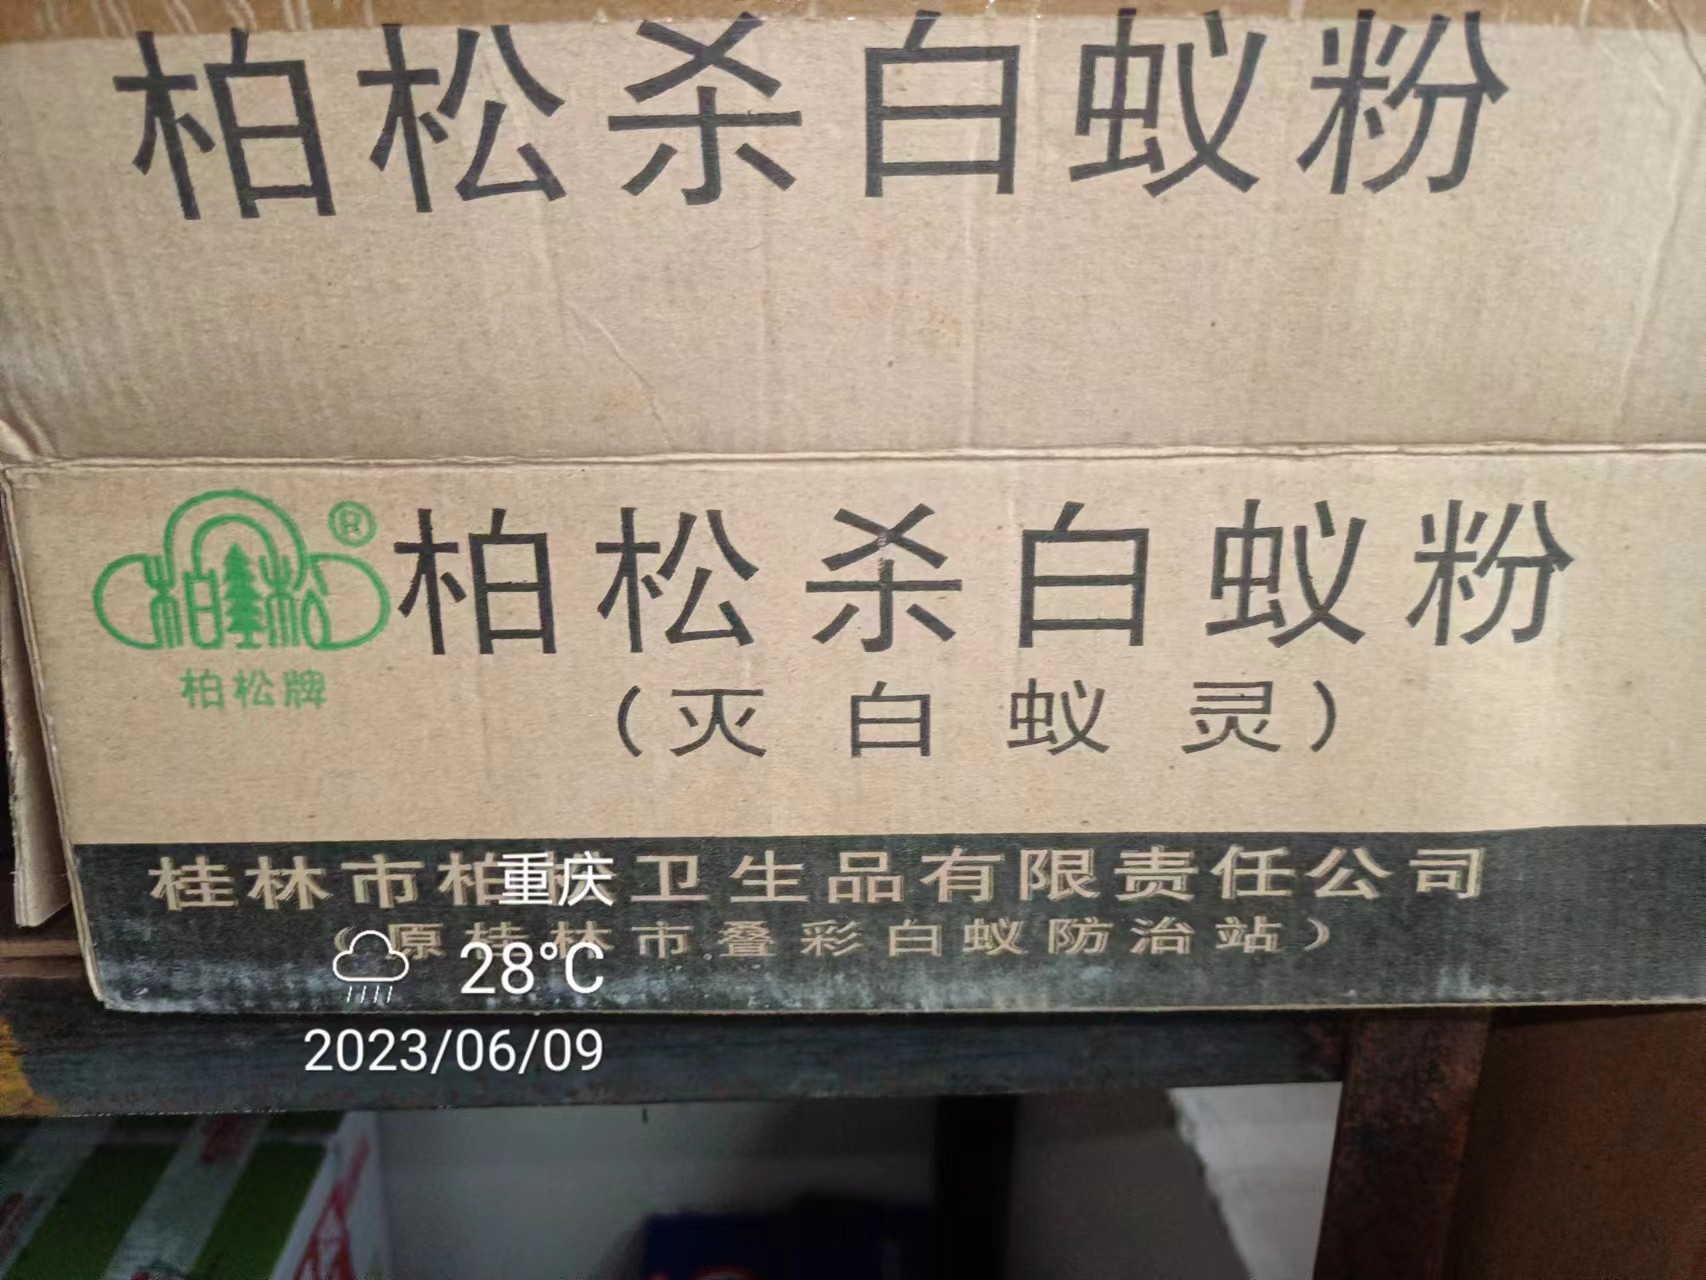 柏松杀白蚁粉
柏松
®
柏松牌
柏松杀白蚁粉
（灭白蚁灵）
桂林市柏 卫生品有限责任公司
（原桂林市叠彩白蚁防治站）
重庆
28°C
2023/06/09